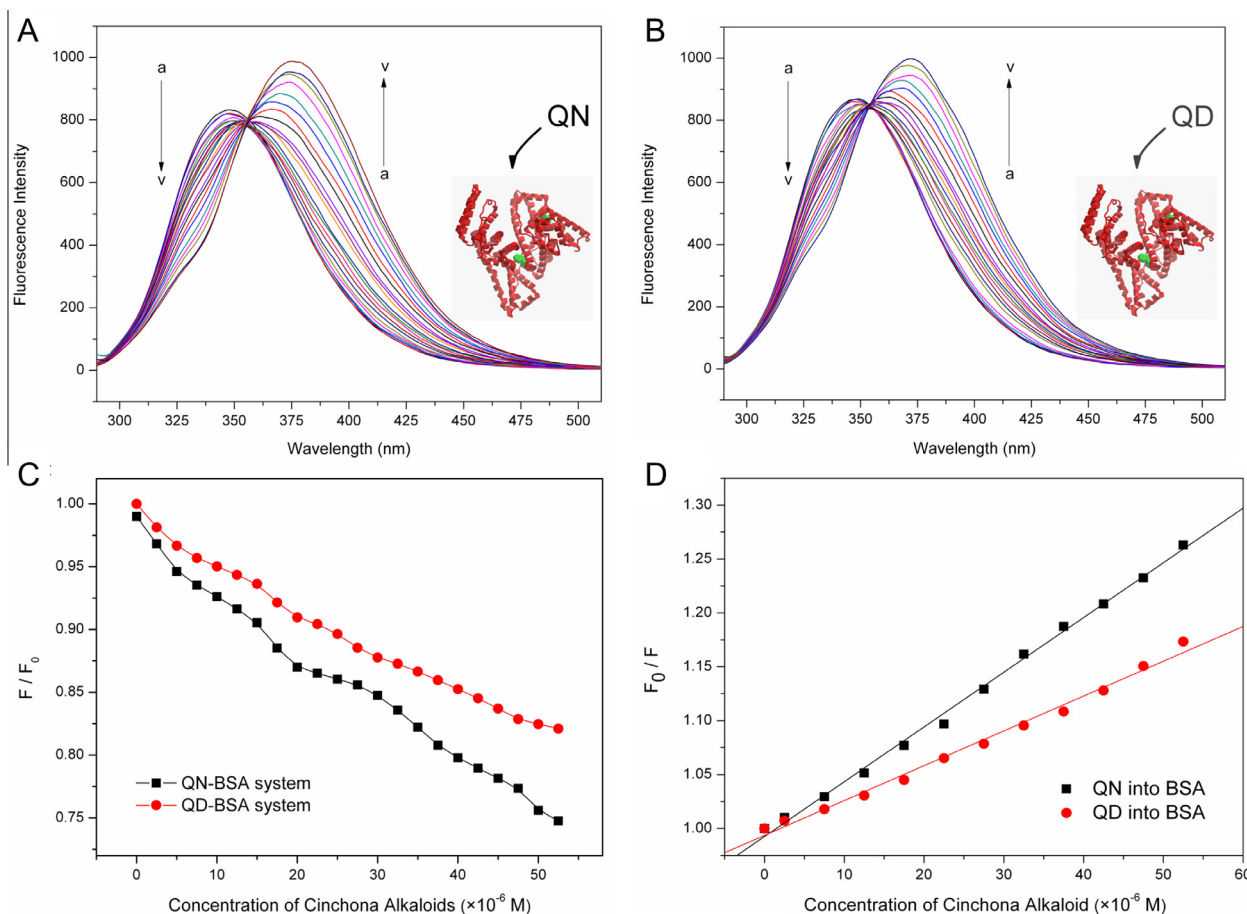 A
1000
800
600
400
200
0
Fluorescence Intensity
a
v
v
a
QN
300 325 350 375 400 425 450 475 500
Wavelength (nm)
B
1000
800
600
400
200
0
Fluorescence Intensity
a
v
v
a
QD
300 325 350 375 400 425 450 475 500
Wavelength (nm)
C
1.00
0.95
0.90
0.85
0.80
0.75
F / F₀
QN-BSA system
QD-BSA system
0 10 20 30 40 50
Concentration of Cinchona Alkaloids (×10⁻⁶ M)
D
1.30
1.25
1.20
1.15
1.10
1.05
1.00
F₀ / F
QN into BSA
QD into BSA
0 10 20 30 40 50 60
Concentration of Cinchona Alkaloid (×10⁻⁶ M)